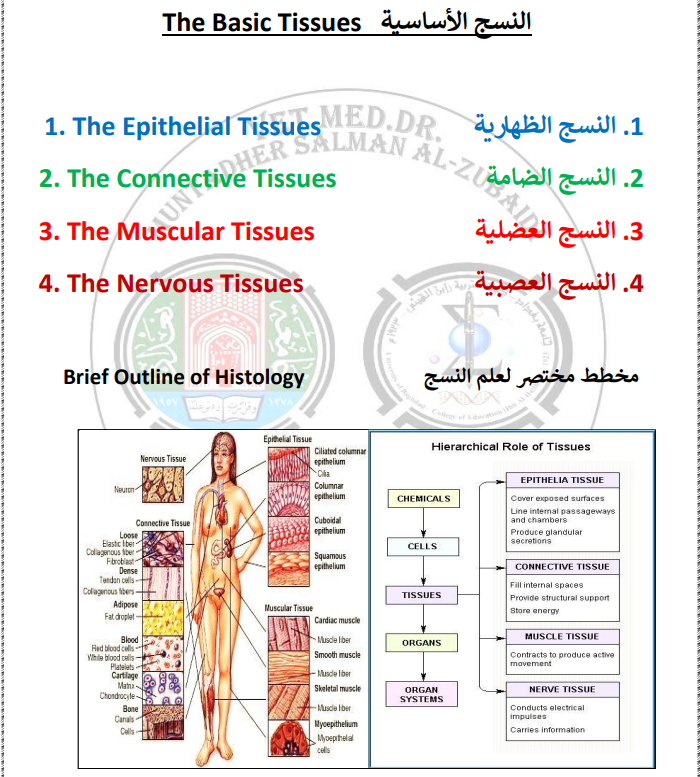 The Basic Tissues النسج الأساسية
VET MED.DR.
MUNTADHER SALMAN AL-ZUBAIDI
1. The Epithelial Tissues
1. النسج الظهارية
2. The Connective Tissues
2. النسج الضامة
3. The Muscular Tissues
3. النسج العضلية
4. The Nervous Tissues
4. النسج العصبية
Brief Outline of Histology
مخطط مختصر لعلم النسج
Nervous Tissue
Neuron
Connective Tissue
Loose
Elastic fiber
Collagenous fiber
Fibroblast
Dense
Tendon cells
Collagenous fibers
Adipose
Fat droplet
Blood
Red blood cells
White blood cells
Platelets
Cartilage
Matrix
Chondrocyte
Bone
Canals
Cells
Epithelial Tissue
Ciliated columnar
epithelium
Cilia
Columnar
epithelium
Cuboidal
epithelium
Squamous
epithelium
Muscular Tissue
Cardiac muscle
Muscle fiber
Smooth muscle
Muscle fiber
Skeletal muscle
Muscle fiber
Myoepithelium
Myoepithelial
cells
Hierarchical Role of Tissues
CHEMICALS
CELLS
TISSUES
ORGANS
ORGAN
SYSTEMS
EPITHELIA TISSUE
Cover exposed surfaces
Line internal passageways
and chambers
Produce glandular
secretions
CONNECTIVE TISSUE
Fill internal spaces
Provide structural support
Store energy
MUSCLE TISSUE
Contracts to produce active
movement
NERVE TISSUE
Conducts electrical
impulses
Carries information